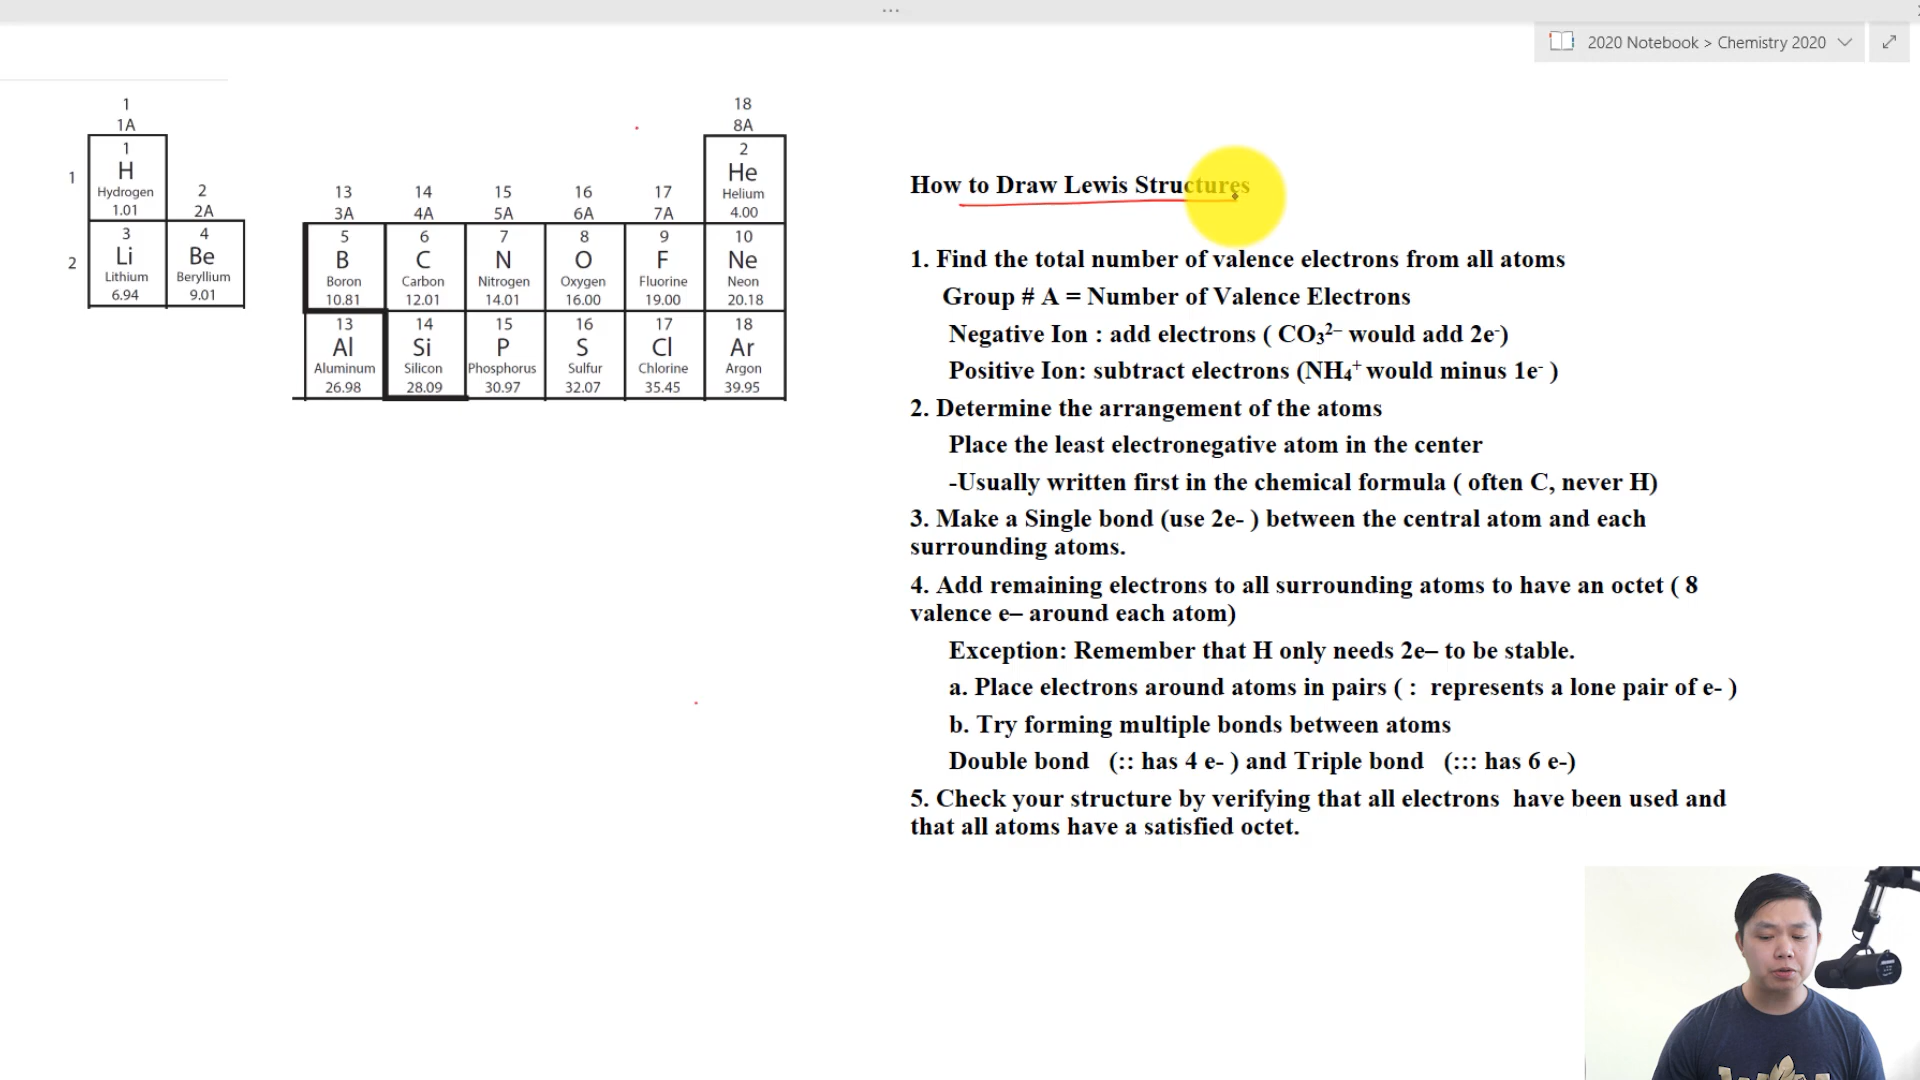 ...
2020 Notebook > Chemistry 2020
1
1A
18
8A
1
1
H
Hydrogen
1.01
2
2A
13
3A
14
4A
15
5A
16
6A
17
7A
2
He
Helium
4.00
2
3
Li
Lithium
6.94
4
Be
Beryllium
9.01
5
B
Boron
10.81
6
C
Carbon
12.01
7
N
Nitrogen
14.01
8
O
Oxygen
16.00
9
F
Fluorine
19.00
10
Ne
Neon
20.18
13
Al
Aluminum
26.98
14
Si
Silicon
28.09
15
P
Phosphorus
30.97
16
S
Sulfur
32.07
17
Cl
Chlorine
35.45
18
Ar
Argon
39.95
How to Draw Lewis Structures
1. Find the total number of valence electrons from all atoms
Group # A = Number of Valence Electrons
Negative Ion : add electrons ( CO₃²⁻ would add 2e⁻)
Positive Ion: subtract electrons (NH₄⁺ would minus 1e⁻ )
2. Determine the arrangement of the atoms
Place the least electronegative atom in the center
-Usually written first in the chemical formula ( often C, never H)
3. Make a Single bond (use 2e- ) between the central atom and each
surrounding atoms.
4. Add remaining electrons to all surrounding atoms to have an octet ( 8
valence e– around each atom)
Exception: Remember that H only needs 2e– to be stable.
a. Place electrons around atoms in pairs ( : represents a lone pair of e- )
b. Try forming multiple bonds between atoms
Double bond (:: has 4 e- ) and Triple bond (::: has 6 e-)
5. Check your structure by verifying that all electrons have been used and
that all atoms have a satisfied octet.